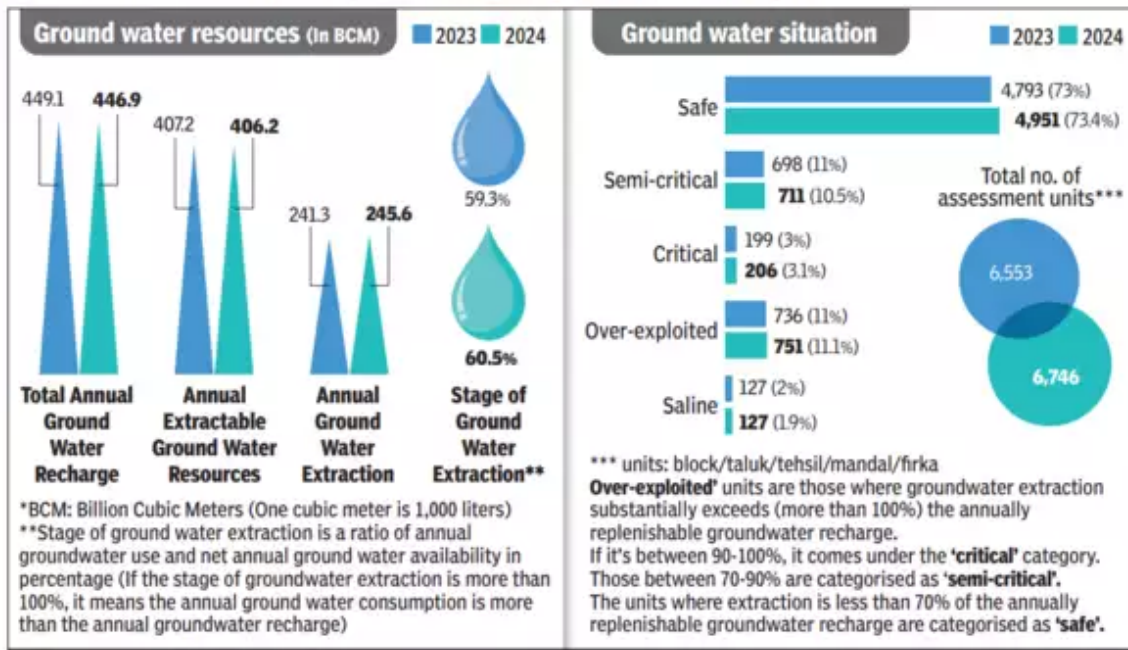 Ground water resources (In BCM)
2023 2024
449.1 446.9
407.2 406.2
241.3 245.6
59.3%
60.5%
Total Annual
Ground
Water
Recharge
Annual
Extractable
Ground Water
Resources
Annual
Ground
Water
Extraction
Stage of
Ground
Water
Extraction**
*BCM: Billion Cubic Meters (One cubic meter is 1,000 liters)
**Stage of ground water extraction is a ratio of annual
groundwater use and net annual ground water availability in
percentage (If the stage of groundwater extraction is more than
100%, it means the annual ground water consumption is more
than the annual groundwater recharge)
Ground water situation
2023 2024
Safe
4,793 (73%)
4,951 (73.4%)
Semi-critical
698 (11%)
711 (10.5%)
Critical
199 (3%)
206 (3.1%)
Over-exploited
736 (11%)
751 (11.1%)
Saline
127 (2%)
127 (1.9%)
Total no. of
assessment units***
6,553
6,746
*** units: block/taluk/tehsil/mandal/firka
Over-exploited’ units are those where groundwater extraction
substantially exceeds (more than 100%) the annually
replenishable groundwater recharge.
If it's between 90-100%, it comes under the ‘critical’ category.
Those between 70-90% are categorised as ‘semi-critical’.
The units where extraction is less than 70% of the annually
replenishable groundwater recharge are categorised as ‘safe’.